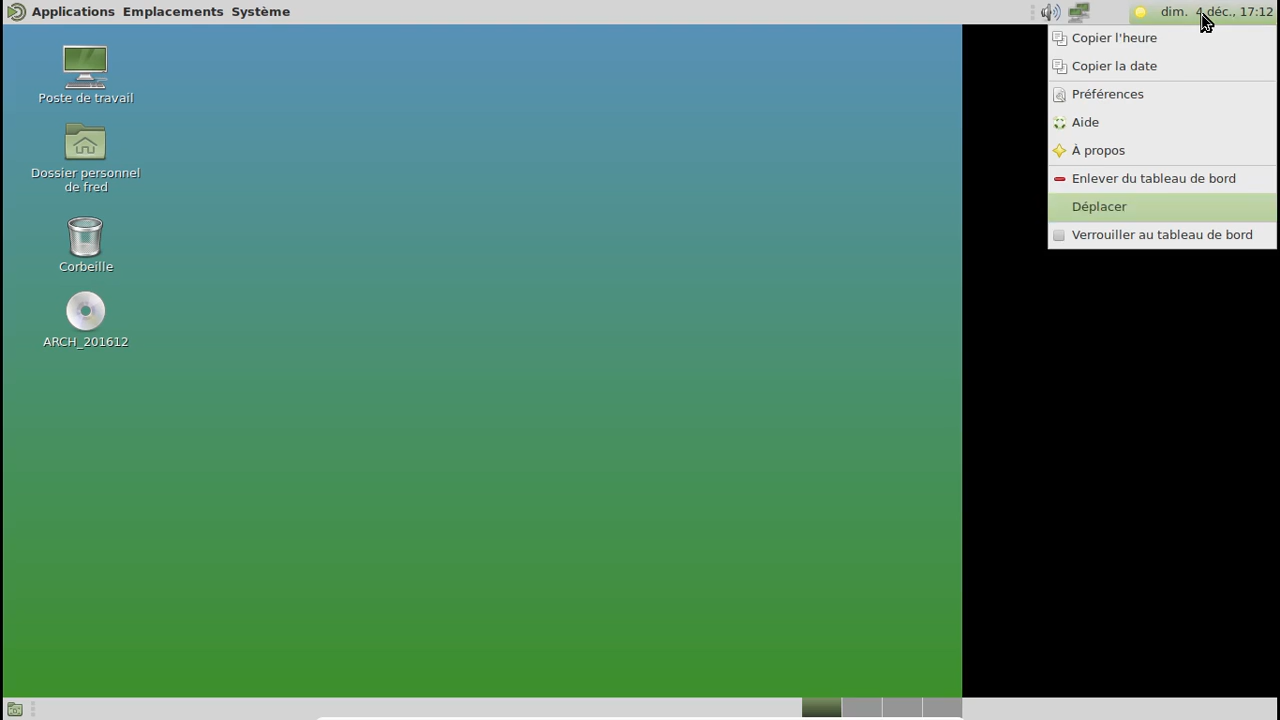 Applications Emplacements Système
dim. 4 déc., 17:12
Copier l'heure
Copier la date
Préférences
Aide
À propos
Enlever du tableau de bord
Déplacer
Verrouiller au tableau de bord
Poste de travail
Dossier personnel
de fred
Corbeille
ARCH_201612